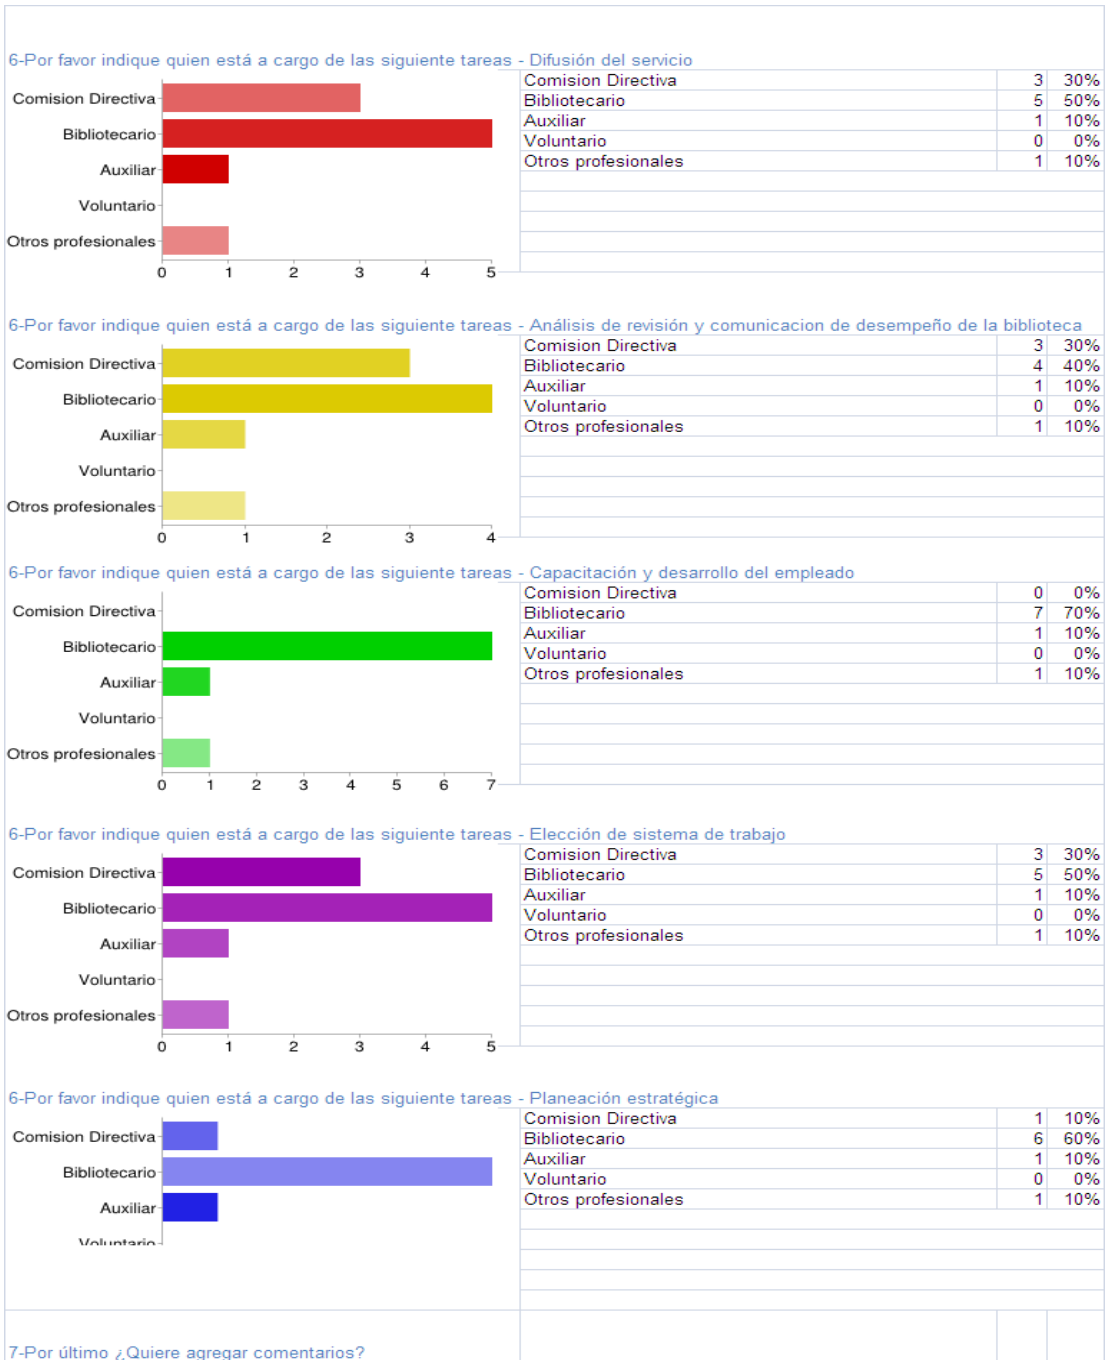 6-Por favor indique quien está a cargo de las siguiente tareas - Difusión del servicio
Comision Directiva
Bibliotecario
Auxiliar
Voluntario
Otros profesionales
0 1 2 3 4 5
Comision Directiva 3 30%
Bibliotecario 5 50%
Auxiliar 1 10%
Voluntario 0 0%
Otros profesionales 1 10%
6-Por favor indique quien está a cargo de las siguiente tareas - Análisis de revisión y comunicacion de desempeño de la biblioteca
Comision Directiva
Bibliotecario
Auxiliar
Voluntario
Otros profesionales
0 1 2 3 4
Comision Directiva 3 30%
Bibliotecario 4 40%
Auxiliar 1 10%
Voluntario 0 0%
Otros profesionales 1 10%
6-Por favor indique quien está a cargo de las siguiente tareas - Capacitación y desarrollo del empleado
Comision Directiva
Bibliotecario
Auxiliar
Voluntario
Otros profesionales
0 1 2 3 4 5 6 7
Comision Directiva 0 0%
Bibliotecario 7 70%
Auxiliar 1 10%
Voluntario 0 0%
Otros profesionales 1 10%
6-Por favor indique quien está a cargo de las siguiente tareas - Elección de sistema de trabajo
Comision Directiva
Bibliotecario
Auxiliar
Voluntario
Otros profesionales
0 1 2 3 4 5
Comision Directiva 3 30%
Bibliotecario 5 50%
Auxiliar 1 10%
Voluntario 0 0%
Otros profesionales 1 10%
6-Por favor indique quien está a cargo de las siguiente tareas - Planeación estratégica
Comision Directiva
Bibliotecario
Auxiliar
Voluntario
Comision Directiva 1 10%
Bibliotecario 6 60%
Auxiliar 1 10%
Voluntario 0 0%
Otros profesionales 1 10%
7-Por último ¿Quiere agregar comentarios?